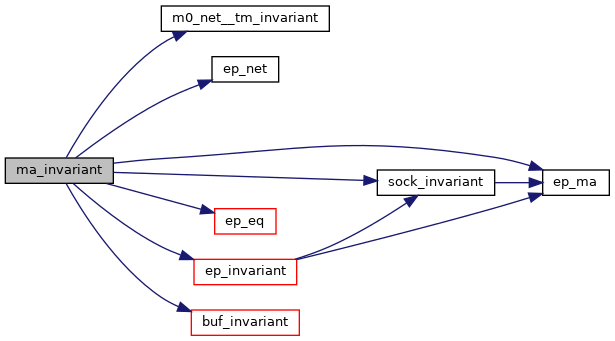 m0_net__tm_invariant
ep_net
ma_invariant
sock_invariant
ep_ma
ep_eq
ep_invariant
buf_invariant